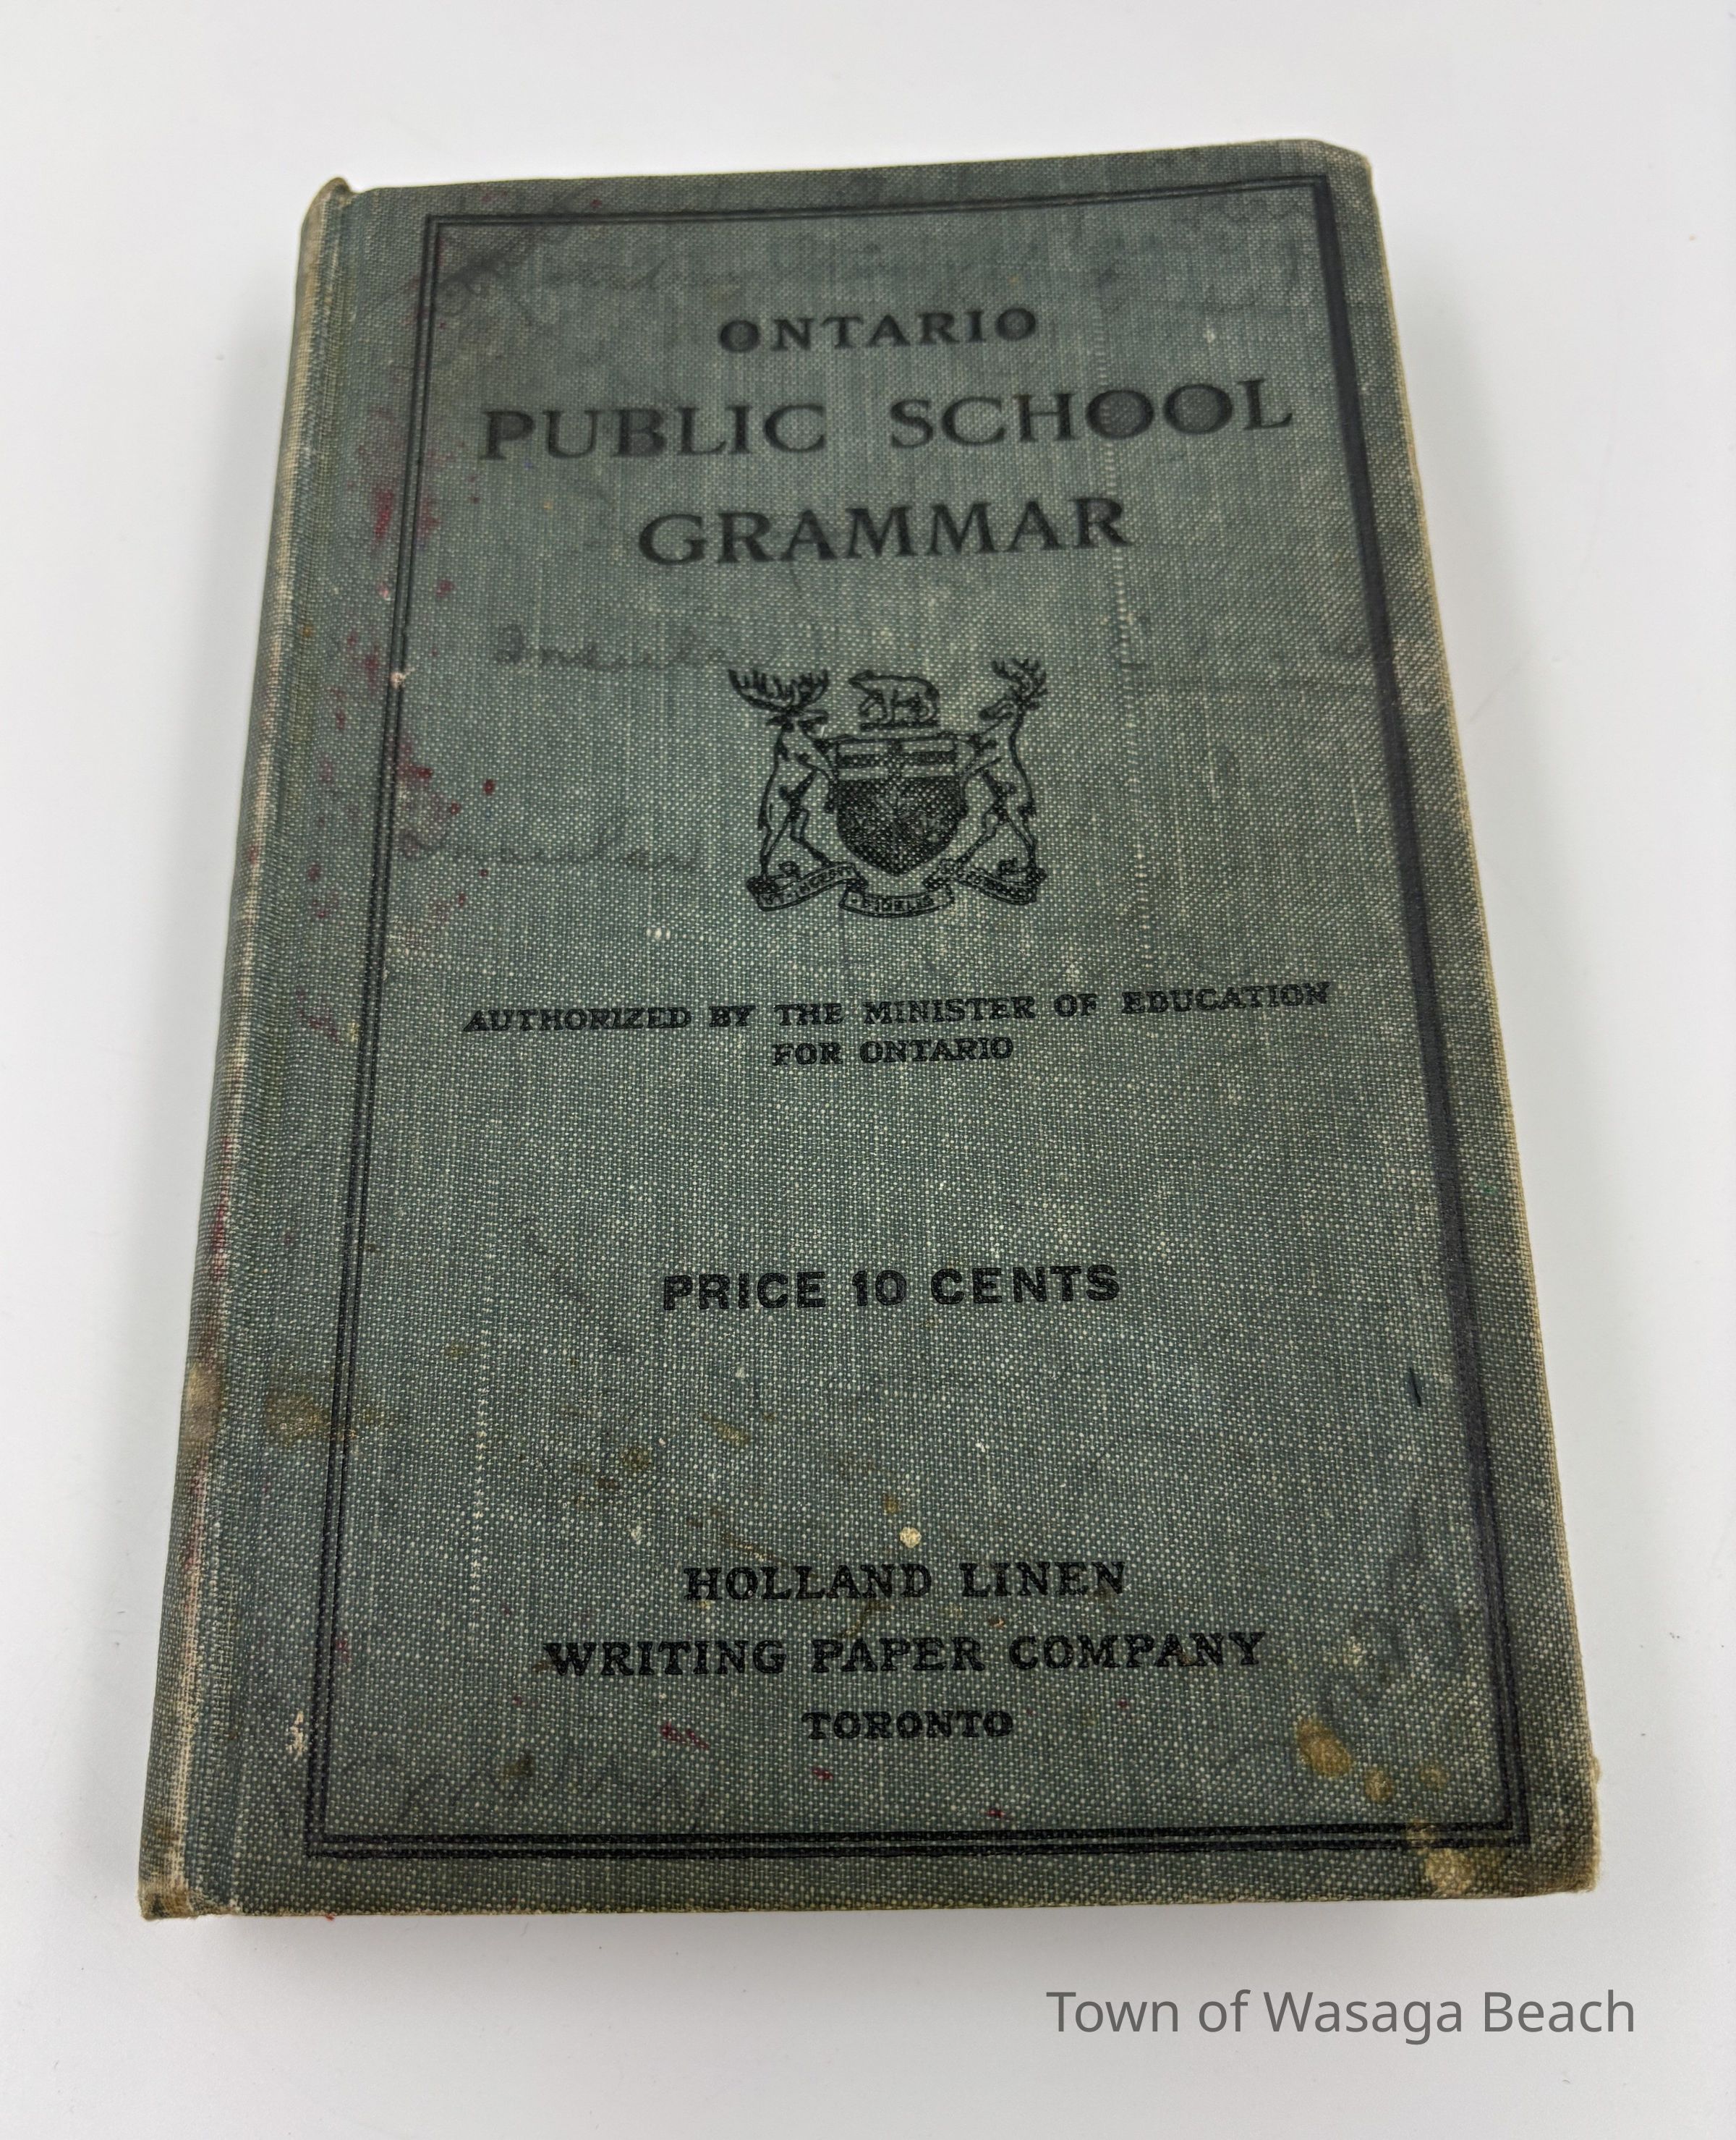 ONTARIO
PUBLIC SCHOOL
GRAMMAR
FIDELIS
AUTHORIZED BY THE MINISTER OF EDUCATION
FOR ONTARIO
PRICE 10 CENTS
HOLLAND LINEN
WRITING PAPER COMPANY
TORONTO
Town of Wasaga Beach